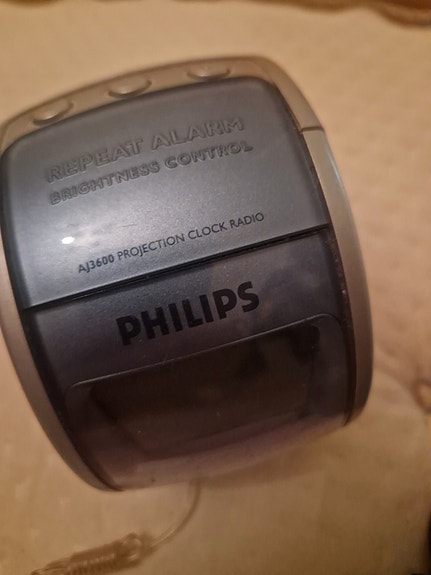 REPEAT ALARM
BRIGHTNESS CONTROL
AJ3600 PROJECTION CLOCK RADIO
PHILIPS